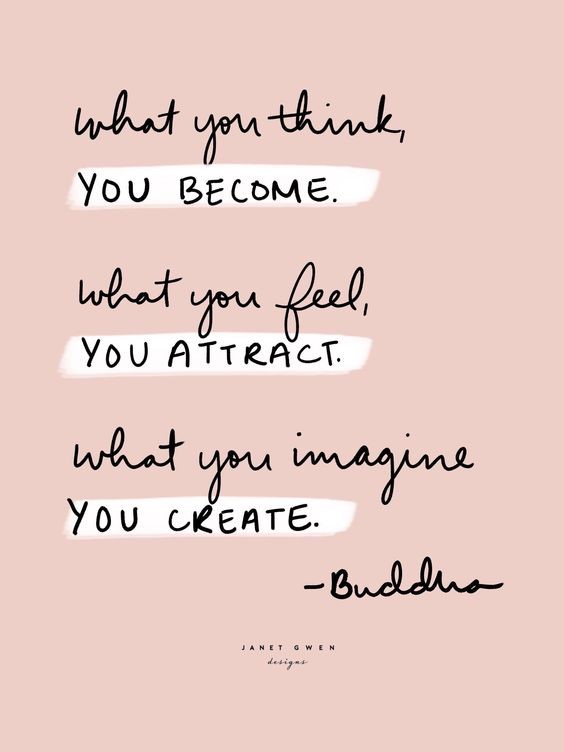 what you think,
YOU BECOME.
what you feel,
YOU ATTRACT.
what you imagine
YOU CREATE.
-Buddha
JANET GWEN
designs